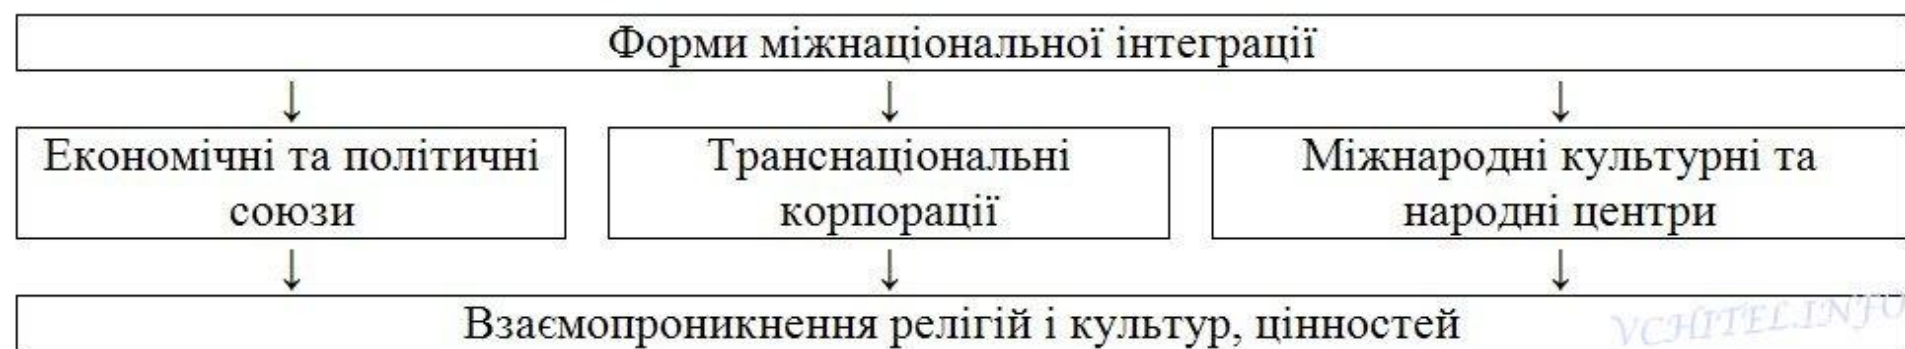 Форми міжнаціональної інтеграції
Економічні та політичні
союзи
Транснаціональні
корпорації
Міжнародні культурні та
народні центри
Взаємопроникнення релігій і культур, цінностей
VCHITEL.INFO